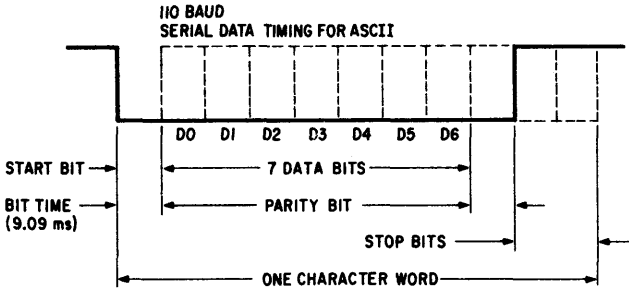 110 BAUD
SERIAL DATA TIMING FOR ASCII
D0 D1 D2 D3 D4 D5 D6
START BIT 7 DATA BITS
BIT TIME PARITY BIT
(9.09 ms)
STOP BITS
ONE CHARACTER WORD